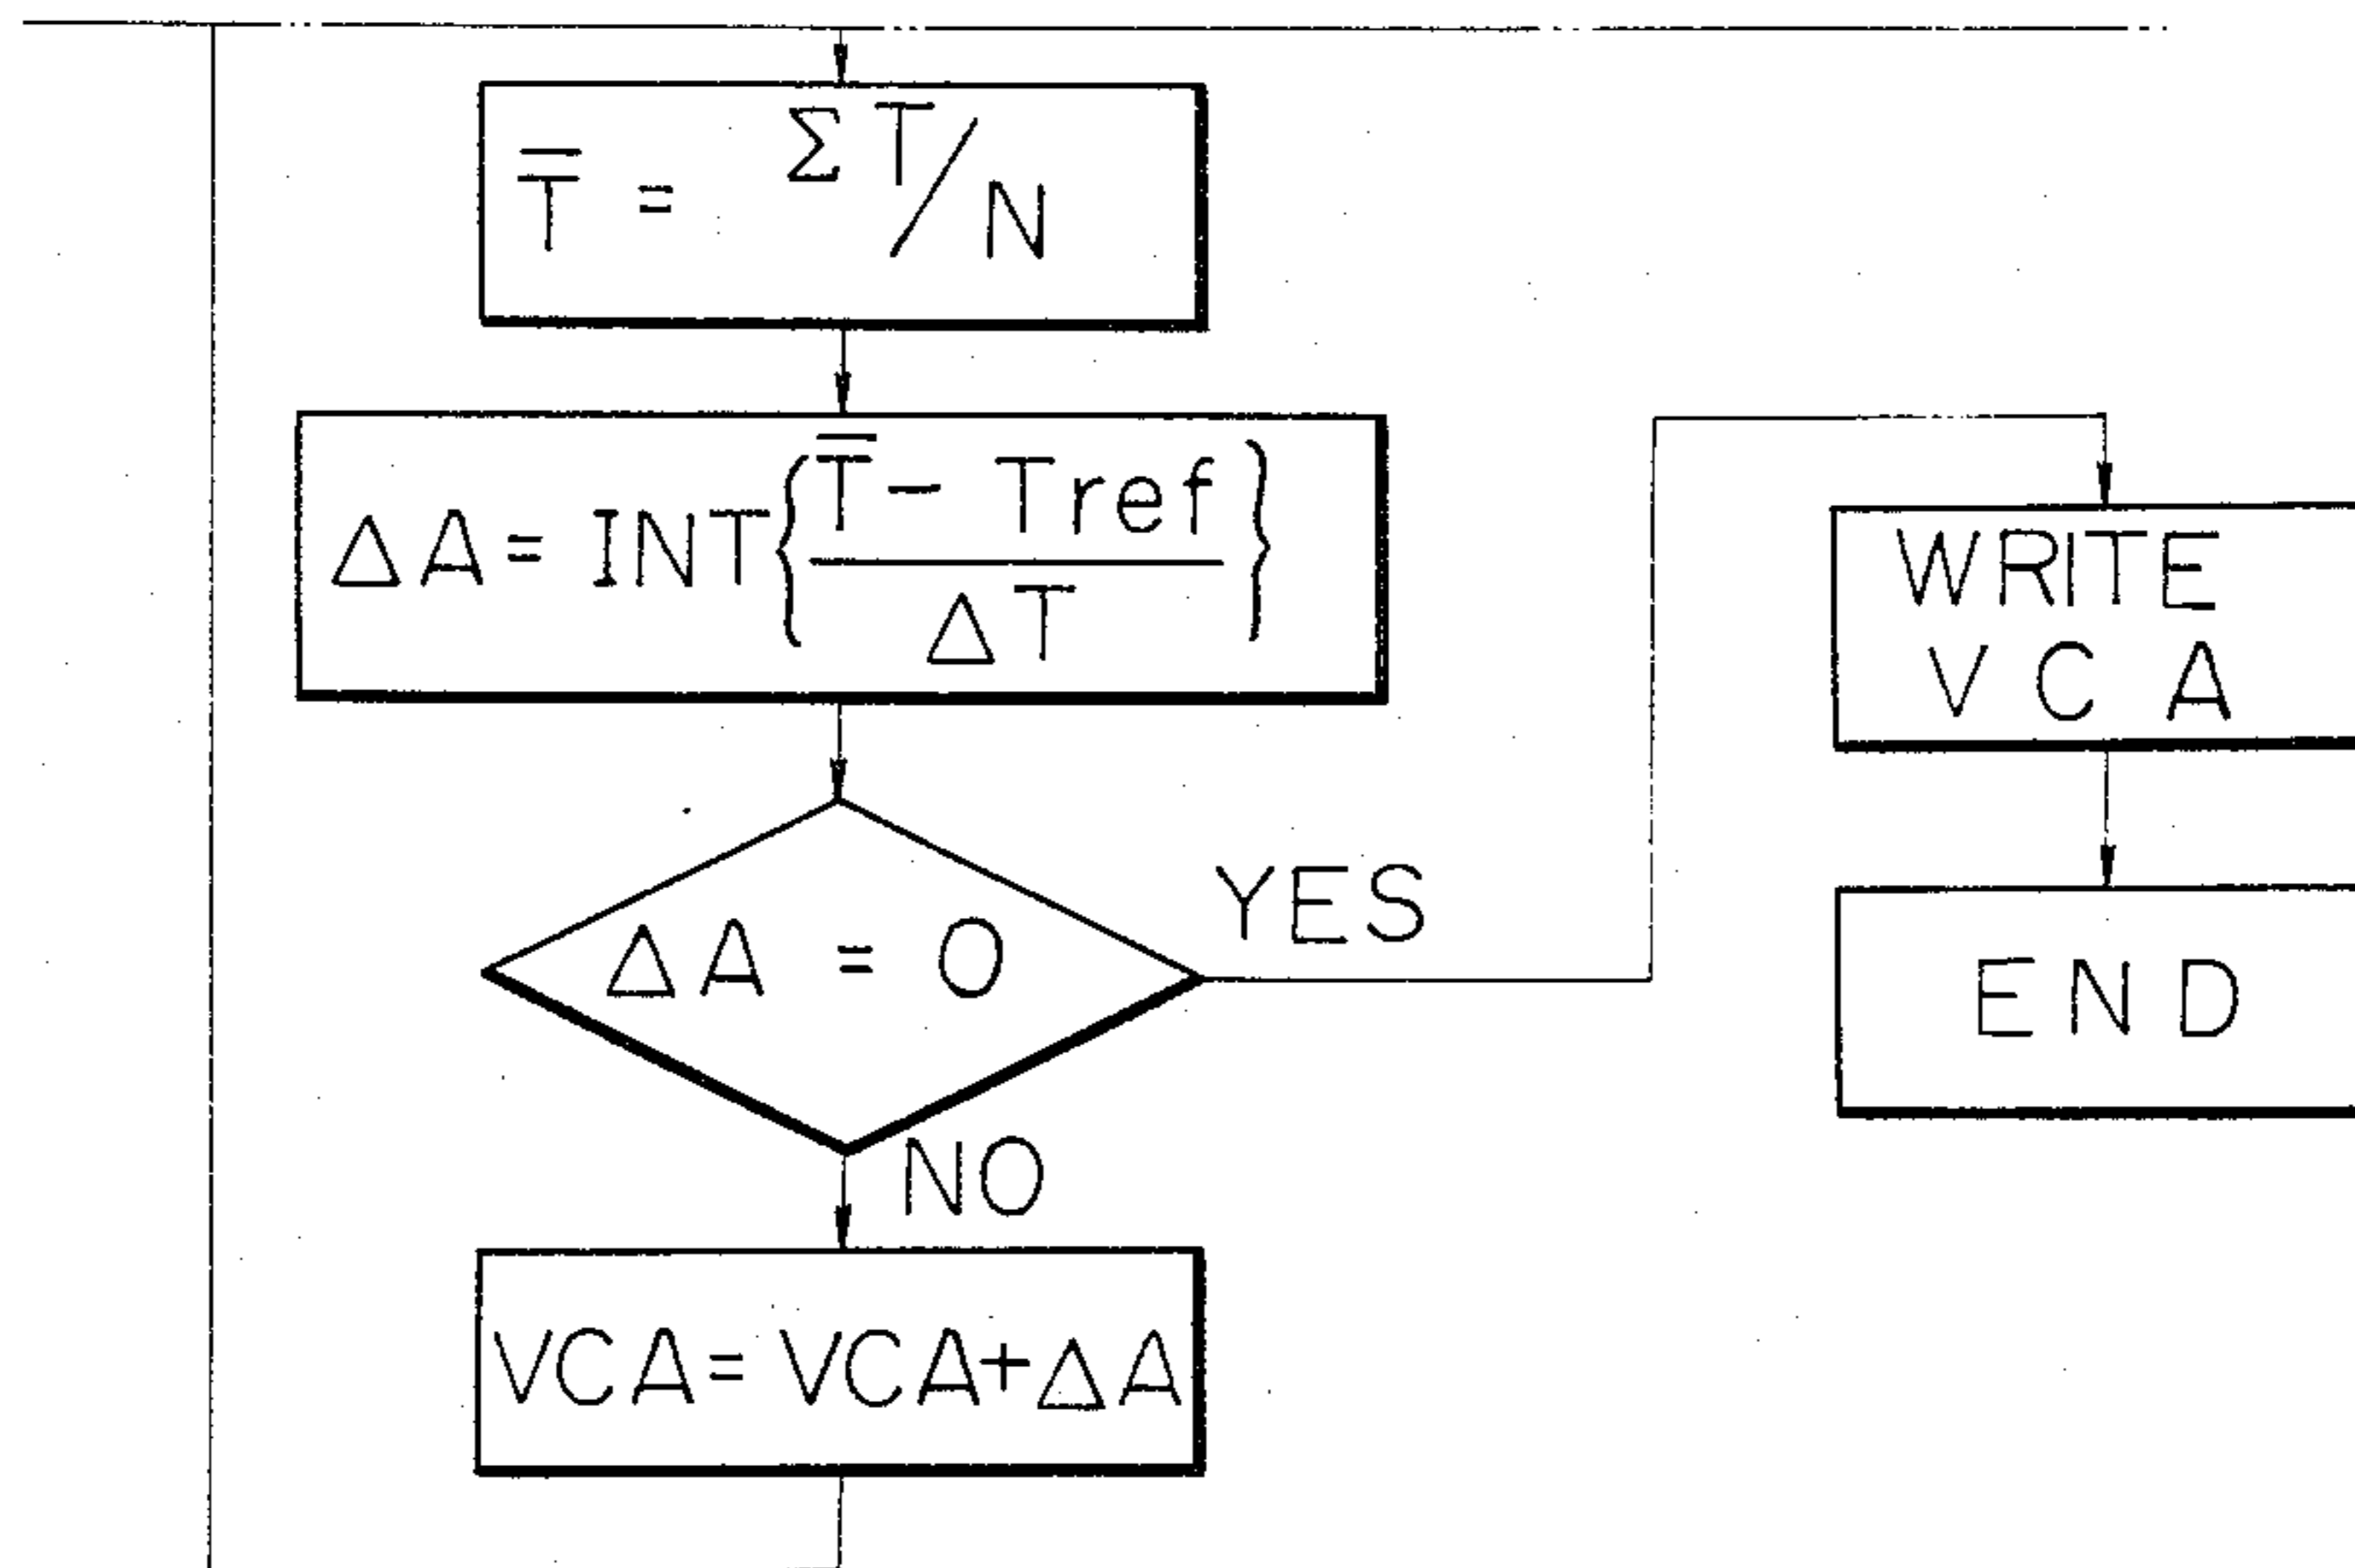 T̅ = ΣT/N
ΔA = INT{(T̅ - Tref)/ΔT}
ΔA = 0
YES
NO
VCA = VCA+ΔA
WRITE
VCA
END